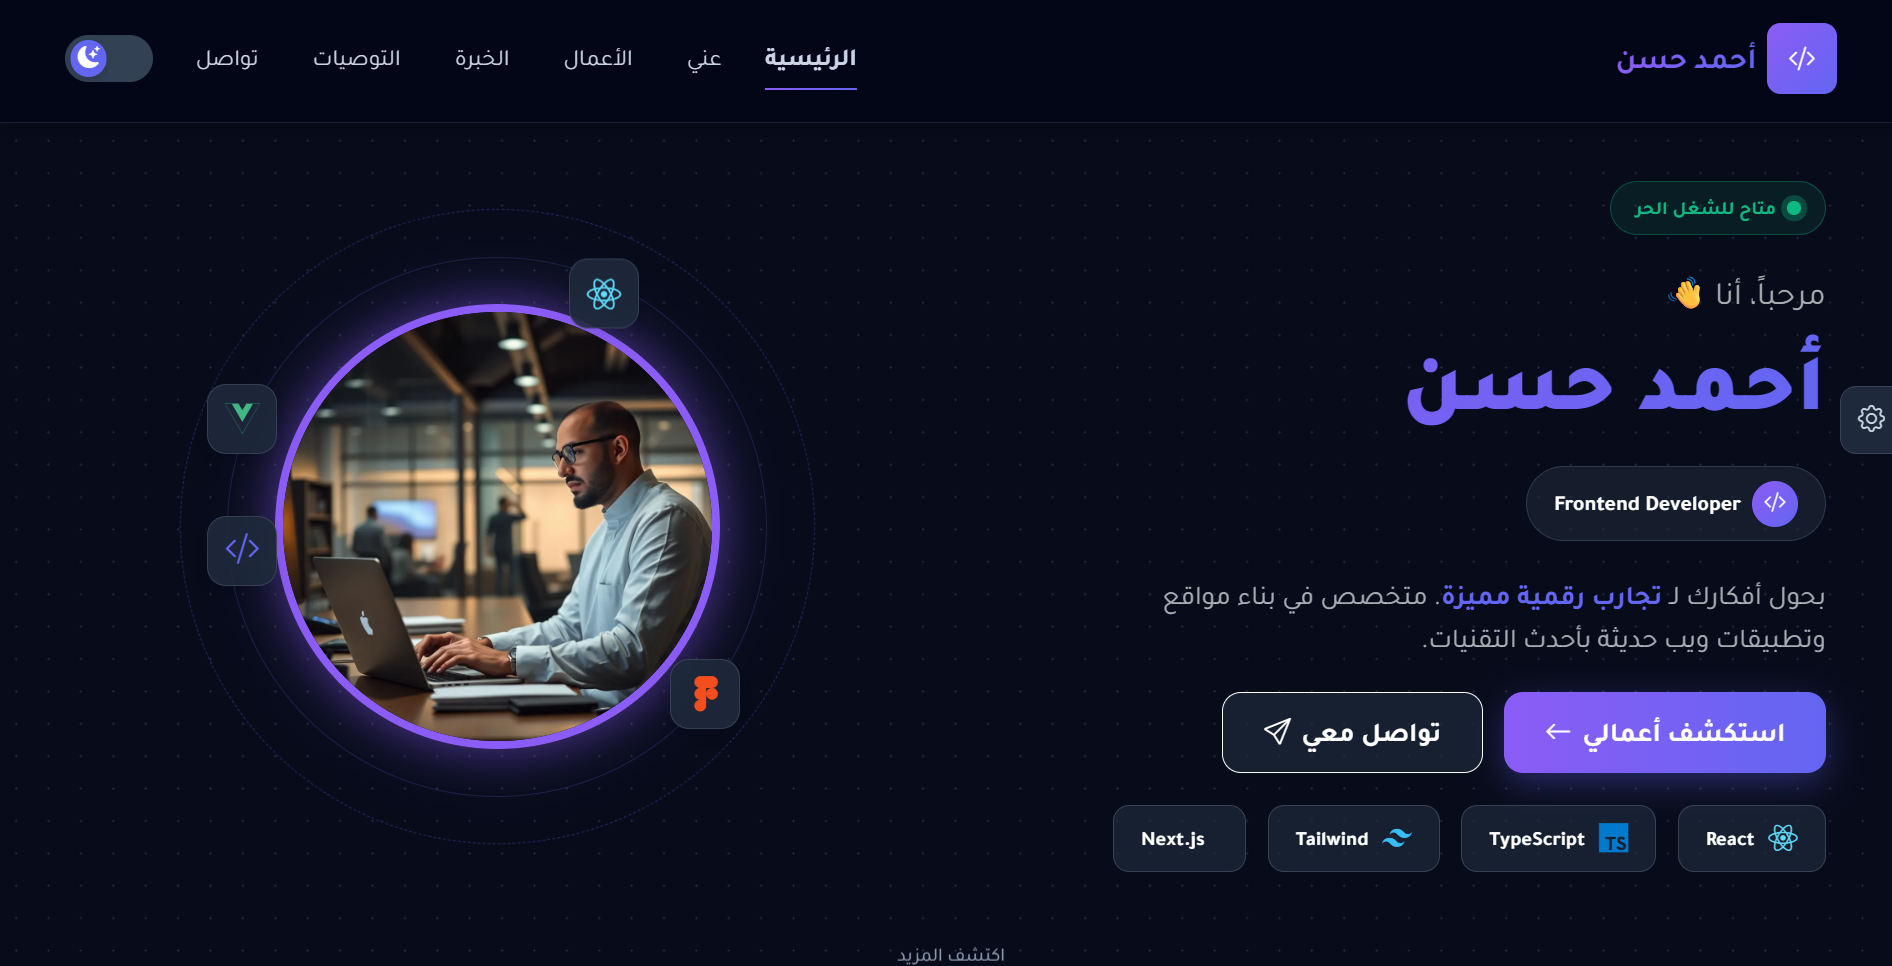 أحمد حسن
الرئيسية
عني
الأعمال
الخبرة
التوصيات
تواصل
متاح للشغل الحر
مرحباً، أنا 👋
أحمد حسن
Frontend Developer
بحول أفكارك لـ تجارب رقمية مميزة. متخصص في بناء مواقع
وتطبيقات ويب حديثة بأحدث التقنيات.
استكشف أعمالي ←
تواصل معي
React
TS TypeScript
Tailwind
Next.js
اكتشف المزيد